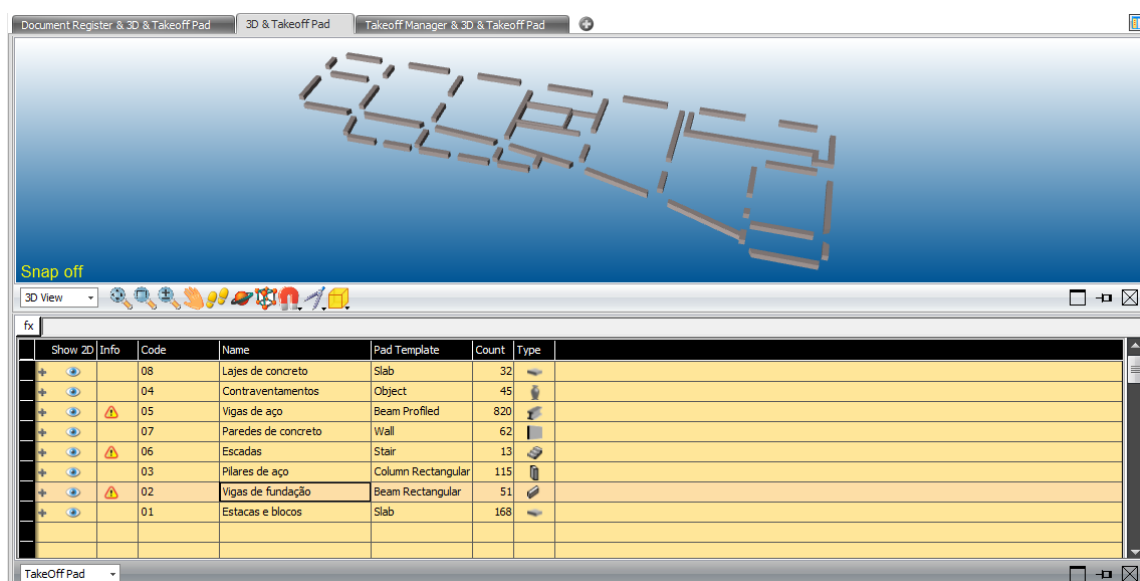 Document Register & 3D & Takeoff Pad 3D & Takeoff Pad Takeoff Manager & 3D & Takeoff Pad
Snap off
3D View
fx
Show 2D Info Code Name Pad Template Count Type
08 Lajes de concreto Slab 32
04 Contraventamentos Object 45
05 Vigas de aço Beam Profiled 820
07 Paredes de concreto Wall 62
06 Escadas Stair 13
03 Pilares de aço Column Rectangular 115
02 Vigas de fundação Beam Rectangular 51
01 Estacas e blocos Slab 168
TakeOff Pad